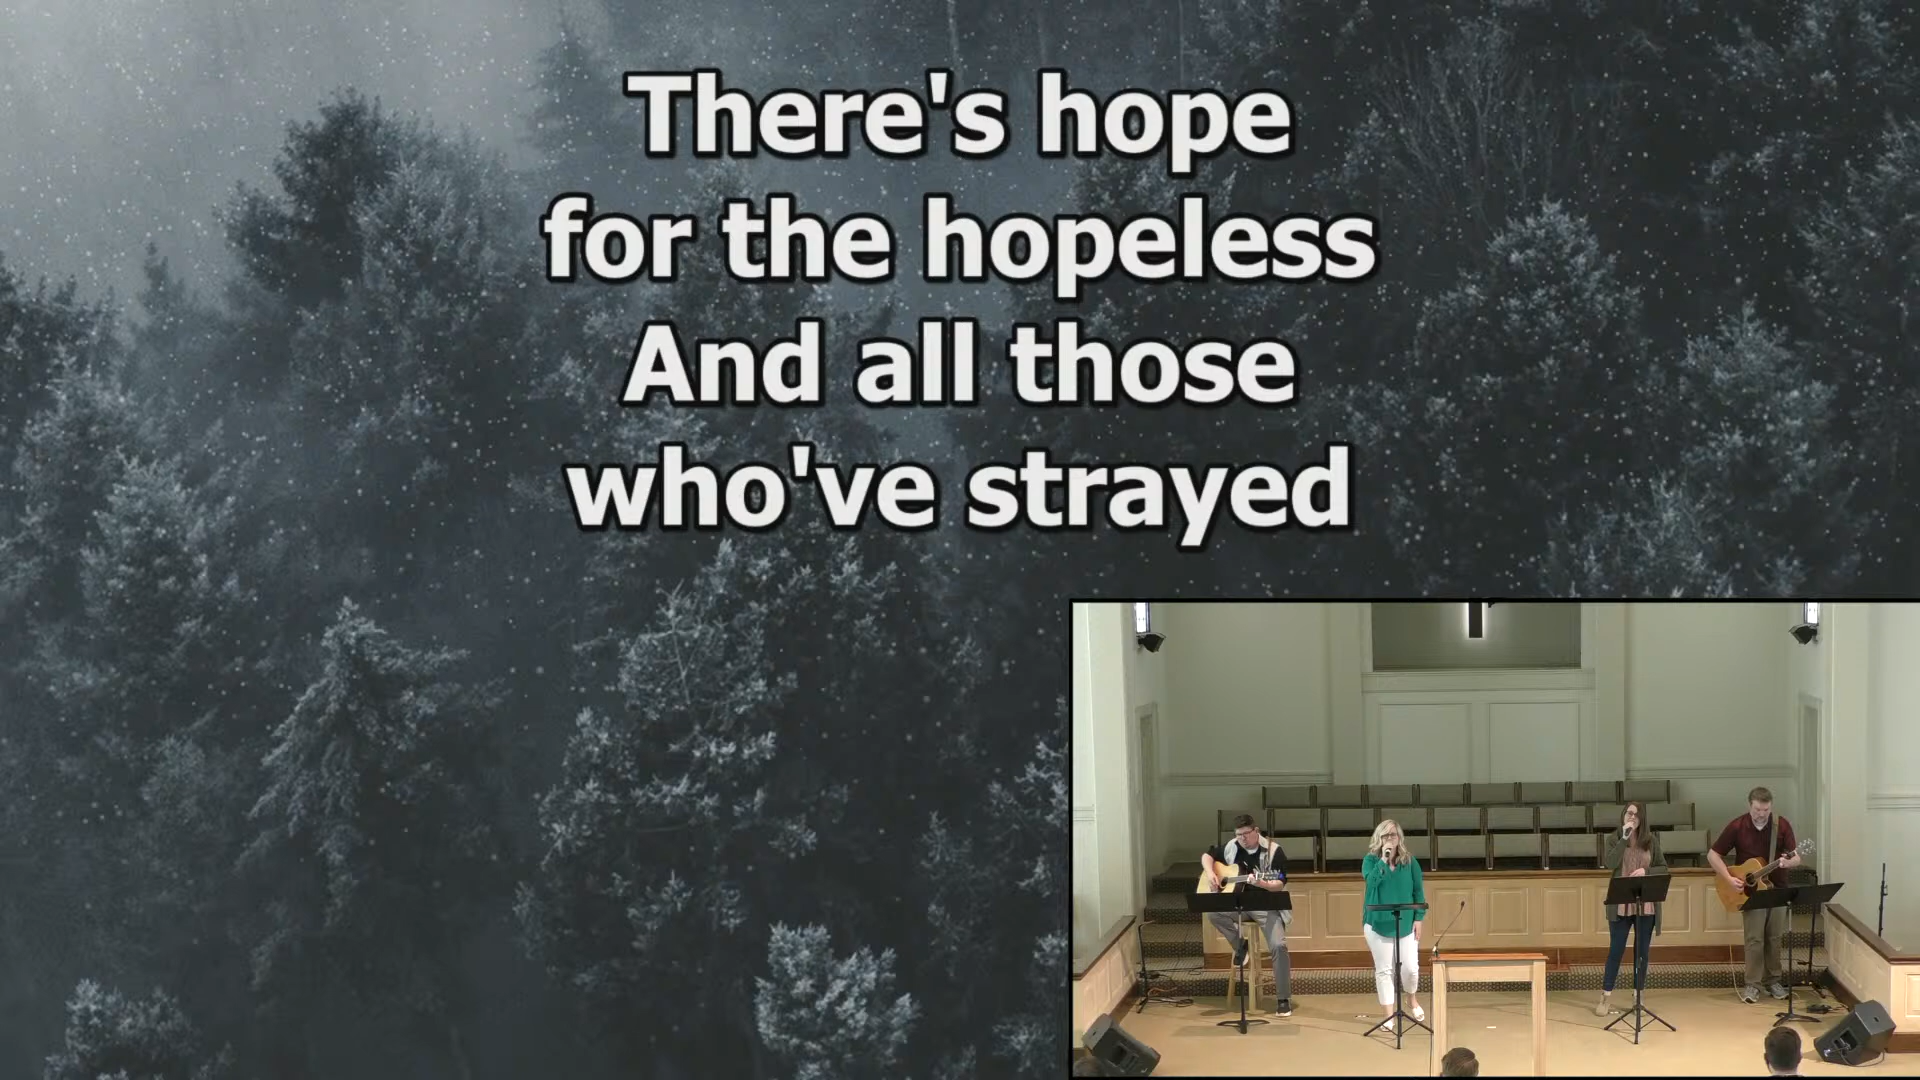 There's hope
for the hopeless
And all those
who've strayed